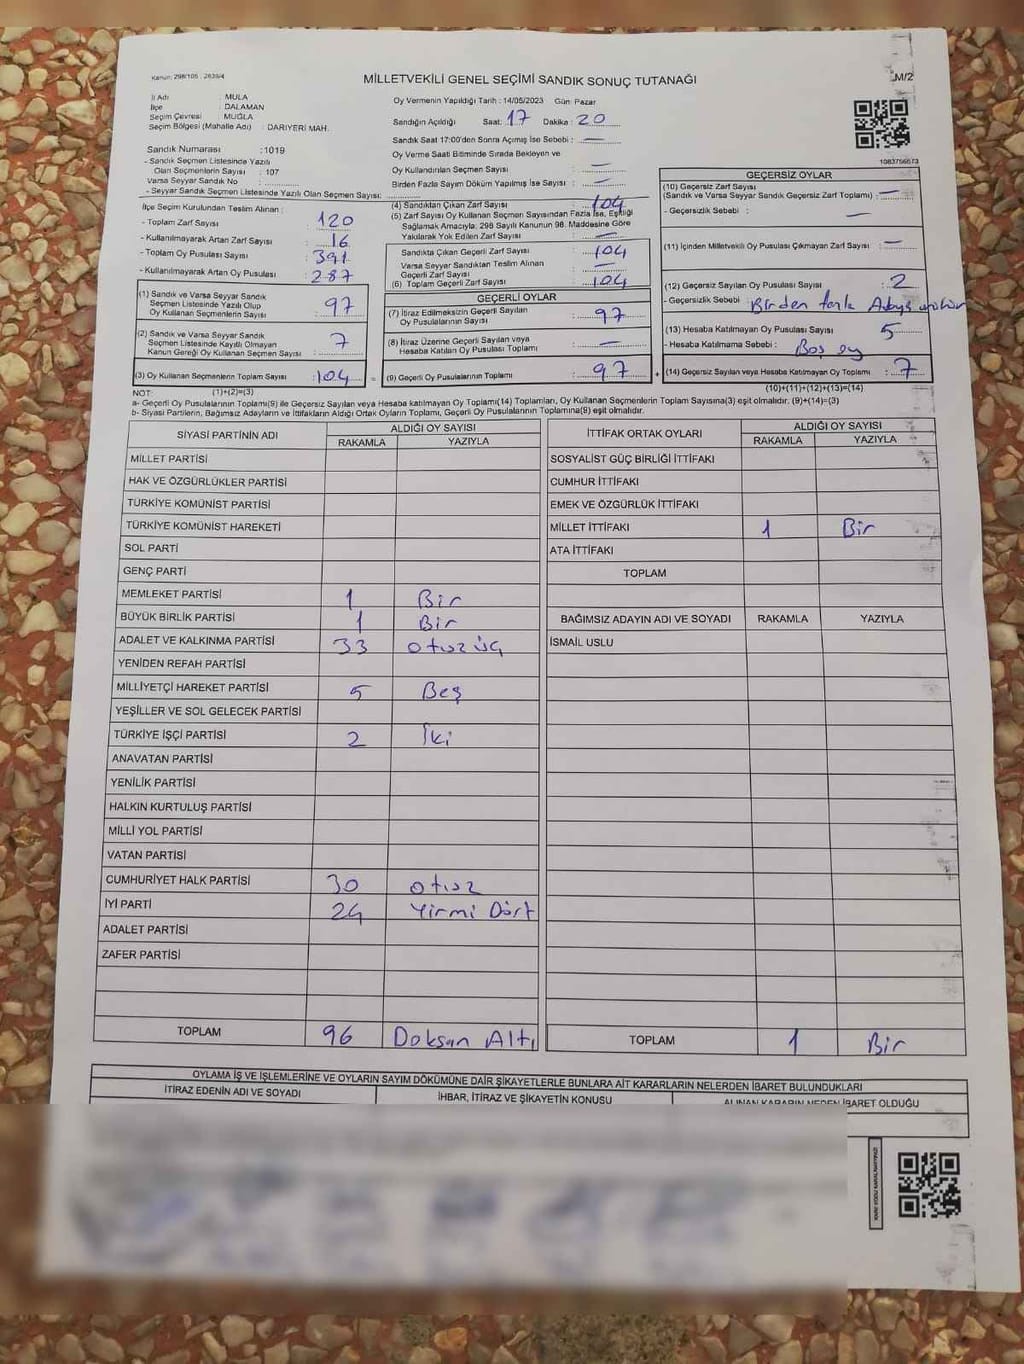 Kanun: 298/105 , 2839/4
MİLLETVEKİLİ GENEL SEÇİMİ SANDIK SONUÇ TUTANAĞI
M/2
İl Adı : MULA
İlçe : DALAMAN
Seçim Çevresi : MUĞLA
Seçim Bölgesi (Mahalle Adı) : DARIYERİ MAH.
Sandık Numarası : 1019
- Sandık Seçmen Listesinde Yazılı
Olan Seçmenlerin Sayısı : 107
Varsa Seyyar Sandık No :
- Seyyar Sandık Seçmen Listesinde Yazılı Olan Seçmen Sayısı:
İlçe Seçim Kurulundan Teslim Alınan :
- Toplam Zarf Sayısı : 120
- Kullanılmayarak Artan Zarf Sayısı : 16
- Toplam Oy Pusulası Sayısı : 391
- Kullanılmayarak Artan Oy Pusulası : 287
(1) Sandık ve Varsa Seyyar Sandık
Seçmen Listesinde Yazılı Olup
Oy Kullanan Seçmenlerin Sayısı : 97
(2) Sandık ve Varsa Seyyar Sandık
Seçmen Listesinde Kayıtlı Olmayan
Kanun Gereği Oy Kullanan Seçmen Sayısı : 7
(3) Oy Kullanan Seçmenlerin Toplam Sayısı : 104
Oy Vermenin Yapıldığı Tarih : 14/05/2023 Gün: Pazar
Sandığın Açıldığı Saat: 17 Dakika : 20
Sandık Saat 17:00'den Sonra Açımış İse Sebebi : —
Oy Verme Saati Bitiminde Sırada Bekleyen ve
Oy Kullandırılan Seçmen Sayısı : —
Birden Fazla Sayım Döküm Yapılmış İse Sayısı : —
(4) Sandıktan Çıkan Zarf Sayısı : 104
(5) Zarf Sayısı Oy Kullanan Seçmen Sayısından Fazla İse, Eşitliği
Sağlamak Amacıyla, 298 Sayılı Kanunun 98. Maddesine Göre
Yakılarak Yok Edilen Zarf Sayısı : —
Sandıkta Çıkan Geçerli Zarf Sayısı : 104
Varsa Seyyar Sandıktan Teslim Alınan
Geçerli Zarf Sayısı : —
(6) Toplam Geçerli Zarf Sayısı : 104
GEÇERLİ OYLAR
(7) İtiraz Edilmeksizin Geçerli Sayılan
Oy Pusulalarının Sayısı : 97
(8) İtiraz Üzerine Geçerli Sayılan veya
Hesaba Katılan Oy Pusulası Toplamı : —
= (9) Geçerli Oy Pusulalarının Toplamı : 97
1083756673
GEÇERSİZ OYLAR
(10) Geçersiz Zarf Sayısı
(Sandık ve Varsa Seyyar Sandık Geçersiz Zarf Toplamı) : —
- Geçersizlik Sebebi : —
(11) İçinden Milletvekili Oy Pusulası Çıkmayan Zarf Sayısı : —
(12) Geçersiz Sayılan Oy Pusulası Sayısı : 2
- Geçersizlik Sebebi : Birden fazla
(13) Hesaba Katılmayan Oy Pusulası Sayısı : 5
- Hesaba Katılmama Sebebi : Boş oy
+ (14) Geçersiz Sayılan veya Hesaba Katılmayan Oy Pusulası Toplamı : 7
(10)+(11)+(12)+(13)=(14)
NOT: (1)+(2)=(3)
a- Geçerli Oy Pusulalarının Toplamı(9) ile Geçersiz Sayılan veya Hesaba katılmayan Oy toplamı(14) Toplamları, Oy Kullanan Seçmenlerin Toplam Sayısına(3) eşit olmalıdır. (9)+(14)=(3)
b- Siyasi Partilerin, Bağımsız Adayların ve İttifakların Aldığı Ortak Oyların Toplamı, Geçerli Oy Pusulalarının Toplamına(9) eşit olmalıdır.
SİYASİ PARTİNİN ADI ALDIĞI OY SAYISI
RAKAMLA YAZIYLA
MİLLET PARTİSİ
HAK VE ÖZGÜRLÜKLER PARTİSİ
TÜRKİYE KOMÜNİST PARTİSİ
TÜRKİYE KOMÜNİST HAREKETİ
SOL PARTİ
GENÇ PARTİ
MEMLEKET PARTİSİ 1 Bir
BÜYÜK BİRLİK PARTİSİ 1 Bir
ADALET VE KALKINMA PARTİSİ 33 otuz üç
YENİDEN REFAH PARTİSİ
MİLLİYETÇİ HAREKET PARTİSİ 5 Beş
YEŞİLLER VE SOL GELECEK PARTİSİ
TÜRKİYE İŞÇİ PARTİSİ 2 İki
ANAVATAN PARTİSİ
YENİLİK PARTİSİ
HALKIN KURTULUŞ PARTİSİ
MİLLİ YOL PARTİSİ
VATAN PARTİSİ
CUMHURİYET HALK PARTİSİ 30 otuz
İYİ PARTİ 24 Yirmi Dört
ADALET PARTİSİ
ZAFER PARTİSİ
TOPLAM 96 Doksan Altı
İTTİFAK ORTAK OYLARI ALDIĞI OY SAYISI
RAKAMLA YAZIYLA
SOSYALİST GÜÇ BİRLİĞİ İTTİFAKI
CUMHUR İTTİFAKI
EMEK VE ÖZGÜRLÜK İTTİFAKI
MİLLET İTTİFAKI 1 Bir
ATA İTTİFAKI
TOPLAM
BAĞIMSIZ ADAYIN ADI VE SOYADI RAKAMLA YAZIYLA
İSMAİL USLU
TOPLAM 1 Bir
OYLAMA İŞ VE İŞLEMLERİNE VE OYLARIN SAYIM DÖKÜMÜNE DAİR ŞİKAYETLERLE BUNLARA AİT KARARLARIN NELERDEN İBARET BULUNDUKLARI
İTİRAZ EDENİN ADI VE SOYADI İHBAR, İTİRAZ VE ŞİKAYETİN KONUSU ALINAN KARARIN NEDEN İBARET OLDUĞU